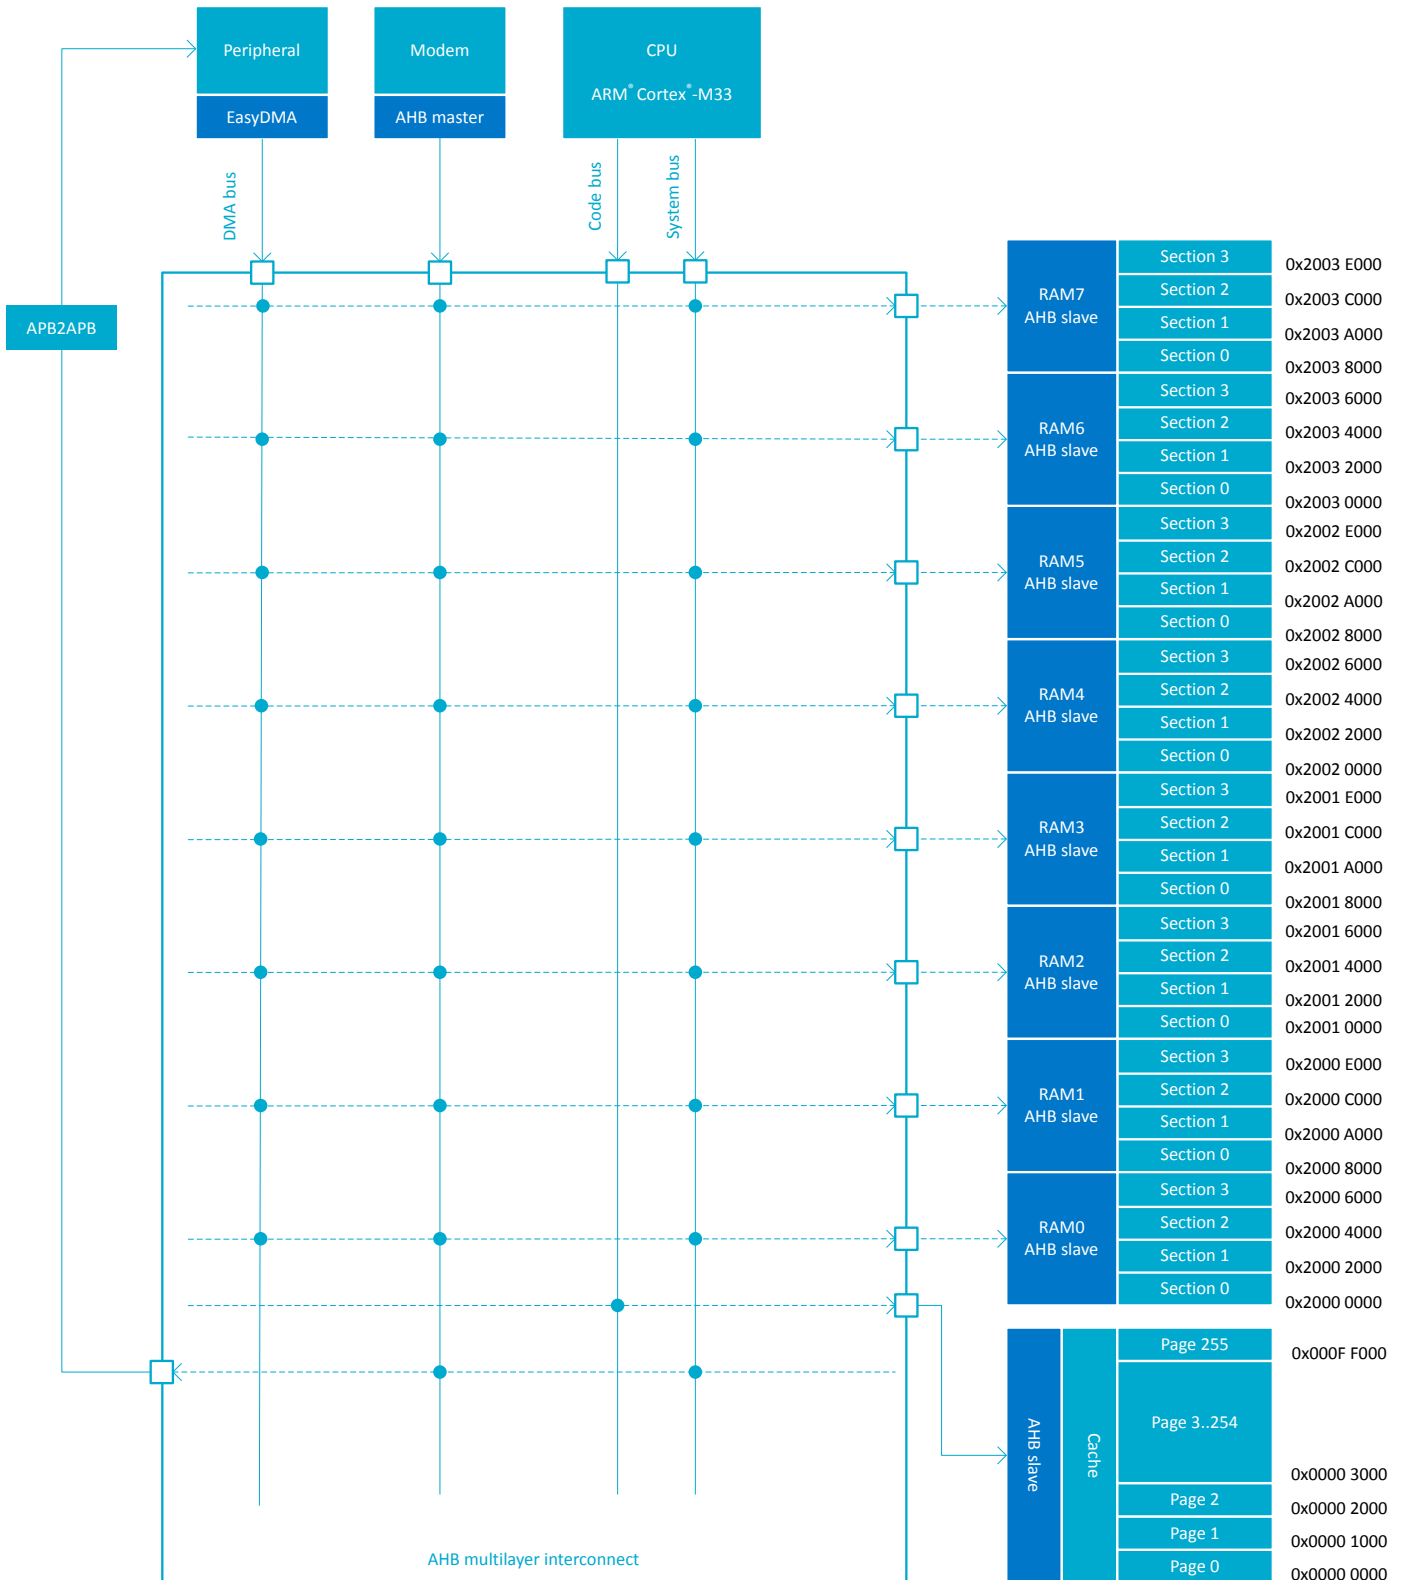 Peripheral
EasyDMA
Modem
AHB master
CPU
ARM® Cortex®-M33
DMA bus
Code bus
System bus
APB2APB
RAM7
AHB slave
Section 3
0x2003 E000
Section 2
0x2003 C000
Section 1
0x2003 A000
Section 0
0x2003 8000
RAM6
AHB slave
Section 3
0x2003 6000
Section 2
0x2003 4000
Section 1
0x2003 2000
Section 0
0x2003 0000
RAM5
AHB slave
Section 3
0x2002 E000
Section 2
0x2002 C000
Section 1
0x2002 A000
Section 0
0x2002 8000
RAM4
AHB slave
Section 3
0x2002 6000
Section 2
0x2002 4000
Section 1
0x2002 2000
Section 0
0x2002 0000
RAM3
AHB slave
Section 3
0x2001 E000
Section 2
0x2001 C000
Section 1
0x2001 A000
Section 0
0x2001 8000
RAM2
AHB slave
Section 3
0x2001 6000
Section 2
0x2001 4000
Section 1
0x2001 2000
Section 0
0x2001 0000
RAM1
AHB slave
Section 3
0x2000 E000
Section 2
0x2000 C000
Section 1
0x2000 A000
Section 0
0x2000 8000
RAM0
AHB slave
Section 3
0x2000 6000
Section 2
0x2000 4000
Section 1
0x2000 2000
Section 0
0x2000 0000
AHB slave
Cache
Page 255
0x000F F000
Page 3..254
0x0000 3000
Page 2
0x0000 2000
Page 1
0x0000 1000
Page 0
0x0000 0000
AHB multilayer interconnect